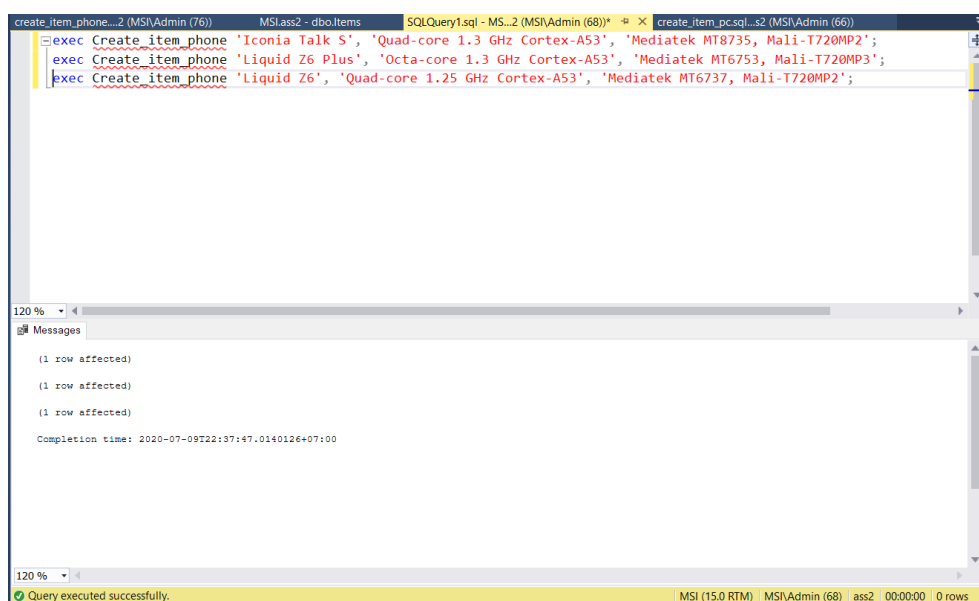 create_item_phone....2 (MSI\Admin (76)) MSI.ass2 - dbo.Items SQLQuery1.sql - MS...2 (MSI\Admin (68))* create_item_pc.sql...s2 (MSI\Admin (66))
exec Create_item_phone 'Iconia Talk S', 'Quad-core 1.3 GHz Cortex-A53', 'Mediatek MT8735, Mali-T720MP2';
exec Create_item_phone 'Liquid Z6 Plus', 'Octa-core 1.3 GHz Cortex-A53', 'Mediatek MT6753, Mali-T720MP3';
exec Create_item_phone 'Liquid Z6', 'Quad-core 1.25 GHz Cortex-A53', 'Mediatek MT6737, Mali-T720MP2';
120 %
Messages
(1 row affected)
(1 row affected)
(1 row affected)
Completion time: 2020-07-09T22:37:47.0140126+07:00
120 %
Query executed successfully. MSI (15.0 RTM) MSI\Admin (68) ass2 00:00:00 0 rows